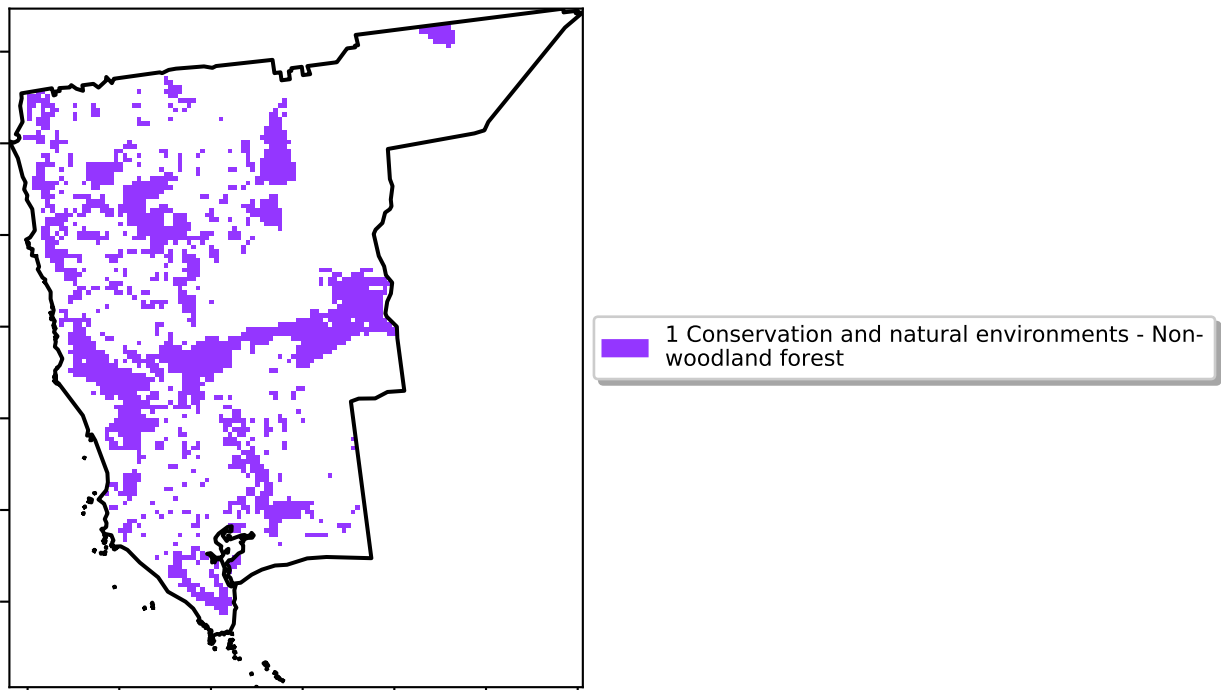 1 Conservation and natural environments - Non-
woodland forest